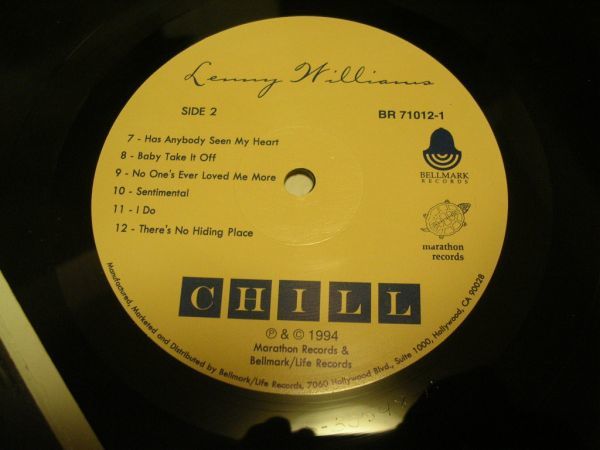 Lenny Williams
SIDE 2
BR 71012-1
7 - Has Anybody Seen My Heart
8 - Baby Take It Off
9 - No One's Ever Loved Me More
10 - Sentimental
11 - I Do
12 - There's No Hiding Place
BELLMARK
RECORDS
marathon
records
CHILL
℗ & © 1994
Marathon Records &
Bellmark/Life Records
Manufactured, Marketed and Distributed by Bellmark/Life Records, 7060 Hollywood Blvd., Suite 1000, Hollywood, CA 90028